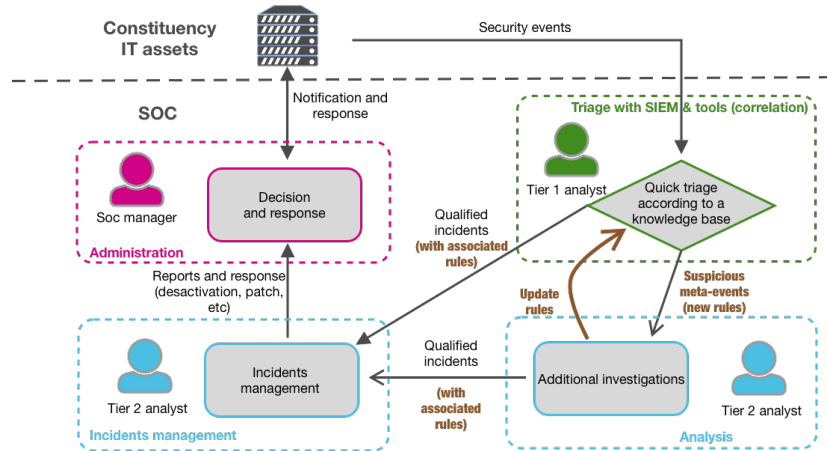 Constituency
IT assets
Security events
Notification and
response
SOC
Triage with SIEM & tools (correlation)
Tier 1 analyst
Quick triage
according to a
knowledge base
Soc manager
Decision
and response
Administration
Qualified
incidents
(with associated
rules)
Reports and response
(desactivation, patch,
etc)
Update
rules
Suspicious
meta-events
(new rules)
Tier 2 analyst
Incidents
management
Incidents management
Qualified
incidents
(with
associated
rules)
Additional investigations
Tier 2 analyst
Analysis